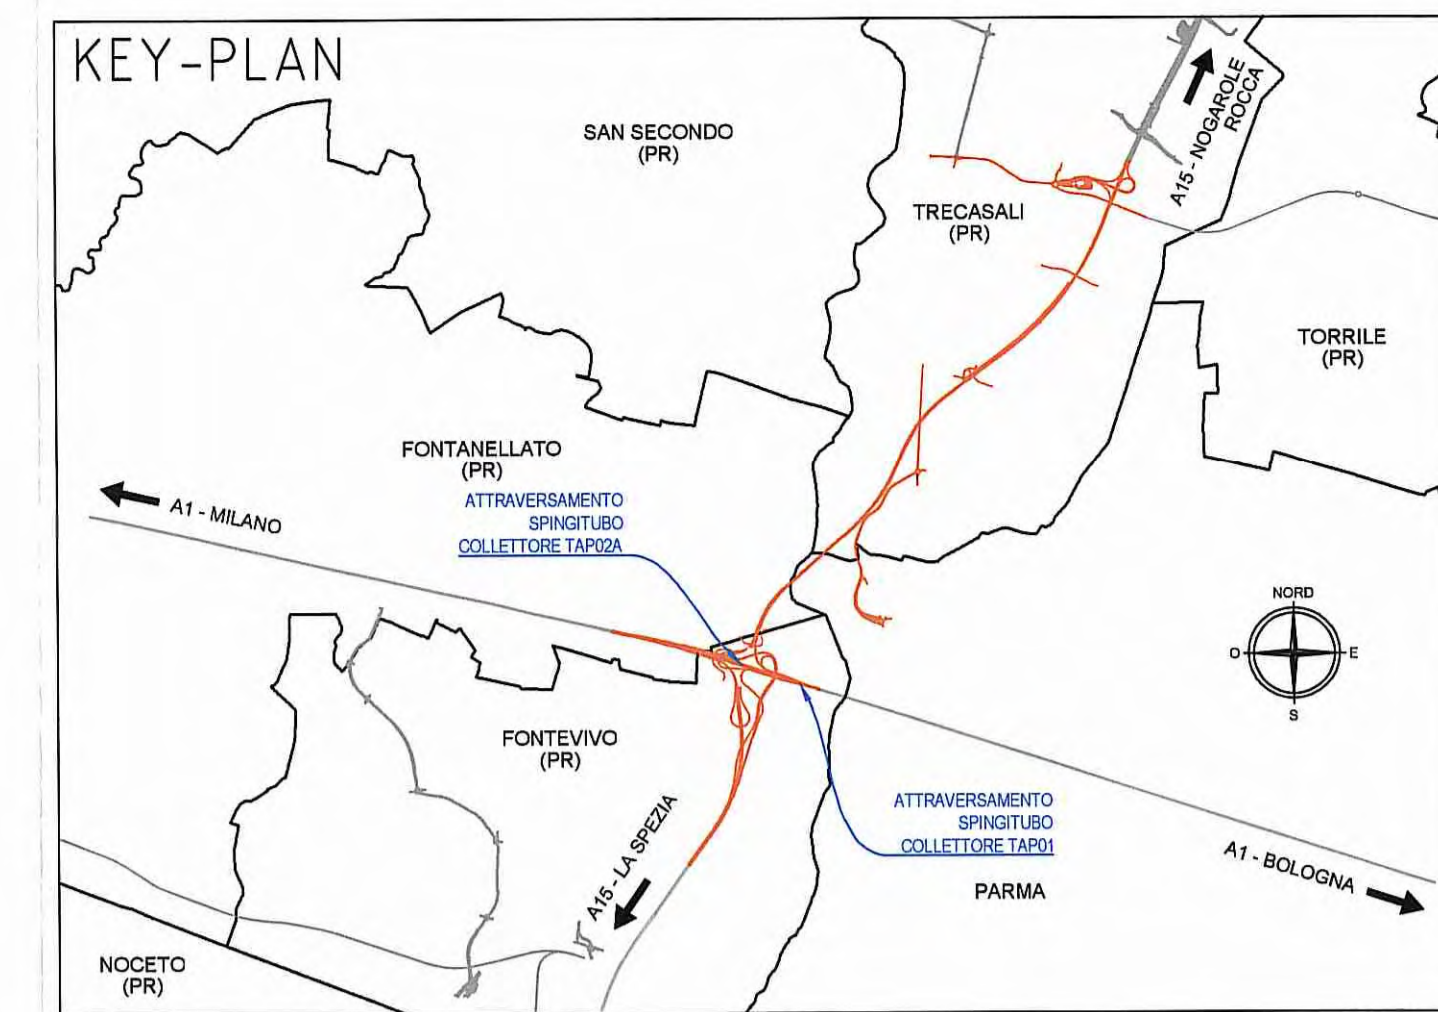 KEY-PLAN
SAN SECONDO
(PR)
A15 - NOGAROLE
ROCCA
TRECASALI
(PR)
TORRILE
(PR)
FONTANELLATO
(PR)
A1 - MILANO
ATTRAVERSAMENTO
SPINGITUBO
COLLETTORE TAP02A
NORD
O
E
S
FONTEVIVO
(PR)
ATTRAVERSAMENTO
SPINGITUBO
COLLETTORE TAP01
A15 - LA SPEZIA
A1 - BOLOGNA
PARMA
NOCETO
(PR)